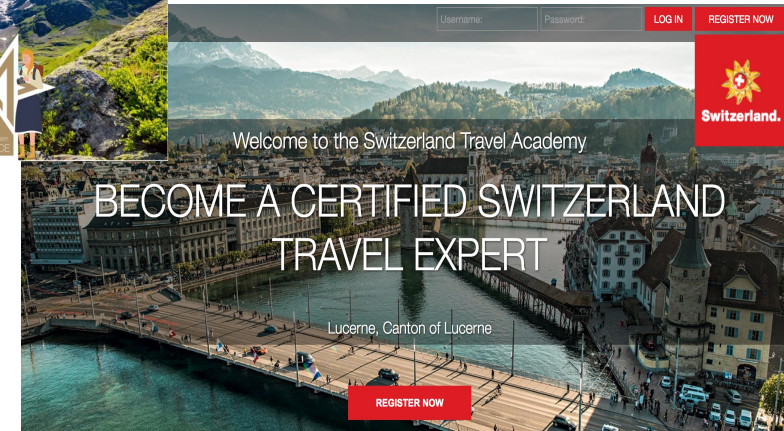 Username:
Password:
LOG IN
REGISTER NOW
Switzerland.
Welcome to the Switzerland Travel Academy
BECOME A CERTIFIED SWITZERLAND
TRAVEL EXPERT
Lucerne, Canton of Lucerne
REGISTER NOW